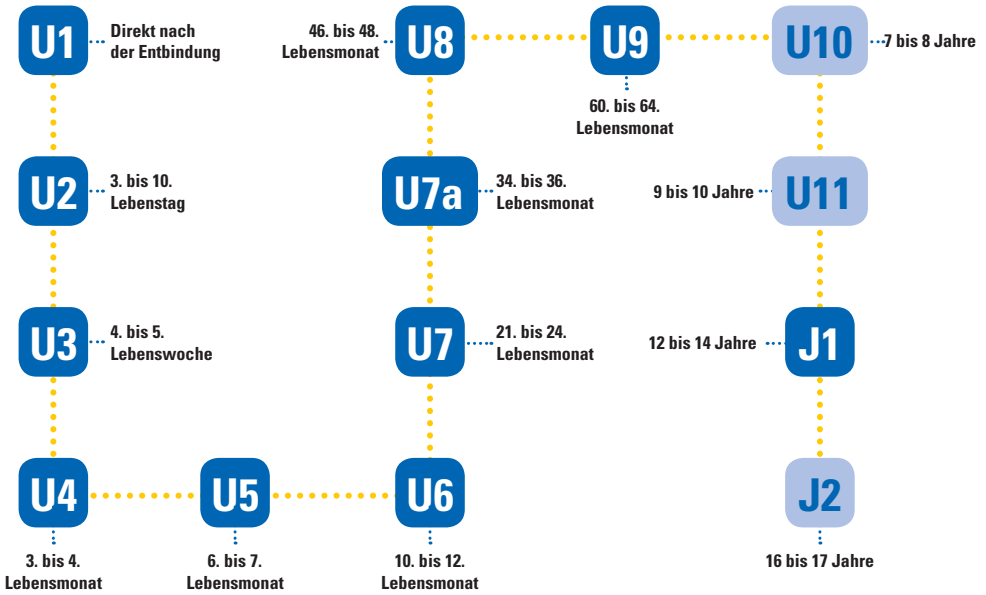 U1
Direkt nach
der Entbindung
U2
3. bis 10.
Lebenstag
U3
4. bis 5.
Lebenswoche
U4
3. bis 4.
Lebensmonat
U5
6. bis 7.
Lebensmonat
U6
10. bis 12.
Lebensmonat
U7
21. bis 24.
Lebensmonat
U7a
34. bis 36.
Lebensmonat
46. bis 48.
Lebensmonat
U8
U9
60. bis 64.
Lebensmonat
U10
7 bis 8 Jahre
9 bis 10 Jahre
U11
12 bis 14 Jahre
J1
J2
16 bis 17 Jahre